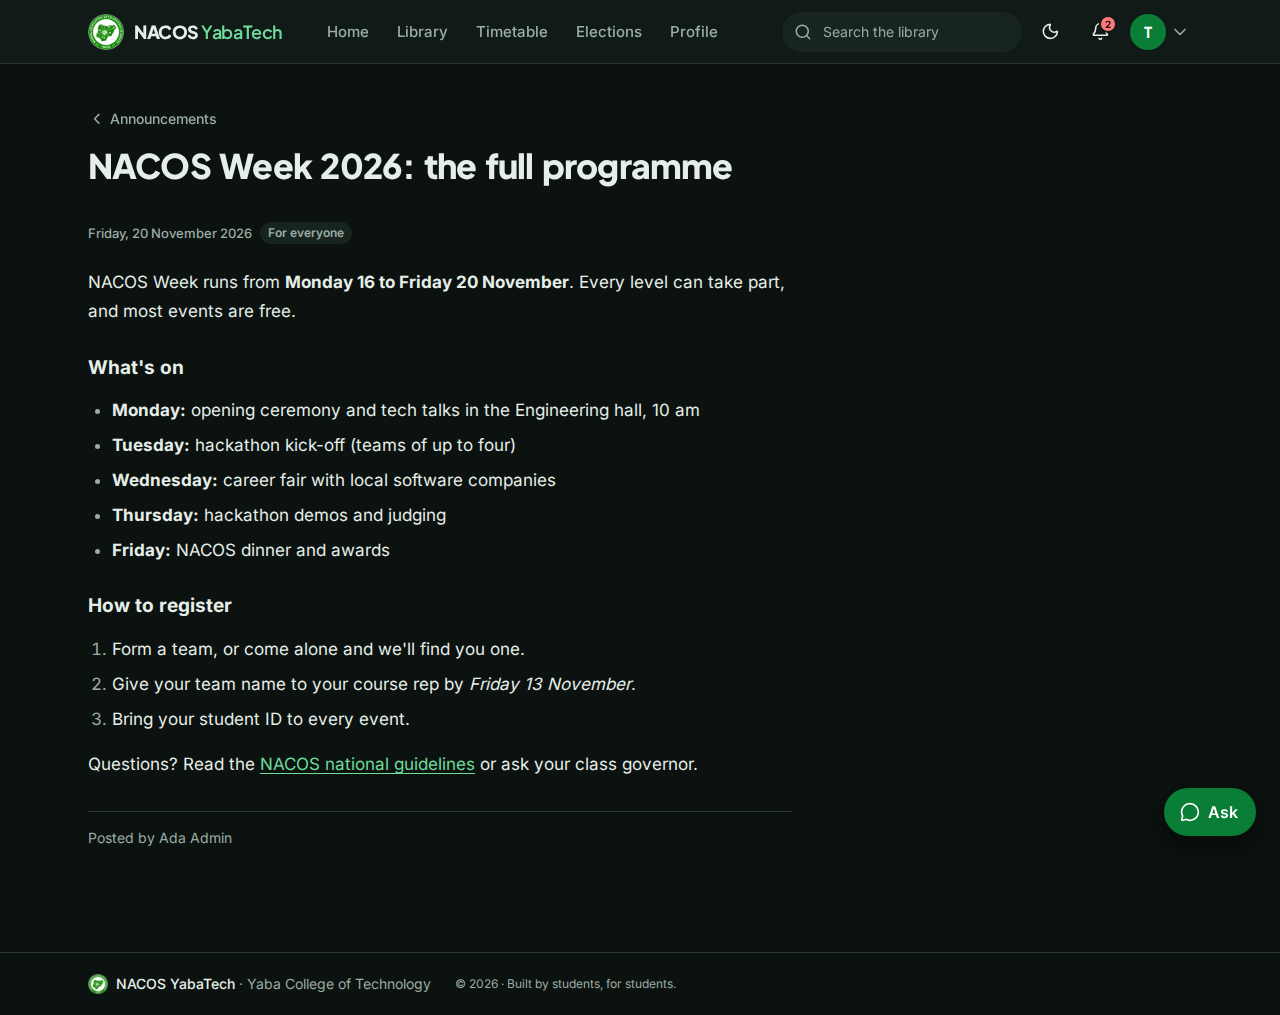 NACOS YabaTech
Home
Library
Timetable
Elections
Profile
Search the library
2
T
Announcements
NACOS Week 2026: the full programme
Friday, 20 November 2026
For everyone
NACOS Week runs from Monday 16 to Friday 20 November. Every level can take part,
and most events are free.
What's on
• Monday: opening ceremony and tech talks in the Engineering hall, 10 am
• Tuesday: hackathon kick-off (teams of up to four)
• Wednesday: career fair with local software companies
• Thursday: hackathon demos and judging
• Friday: NACOS dinner and awards
How to register
1. Form a team, or come alone and we'll find you one.
2. Give your team name to your course rep by Friday 13 November.
3. Bring your student ID to every event.
Questions? Read the NACOS national guidelines or ask your class governor.
Posted by Ada Admin
Ask
NACOS YabaTech · Yaba College of Technology
© 2026 · Built by students, for students.